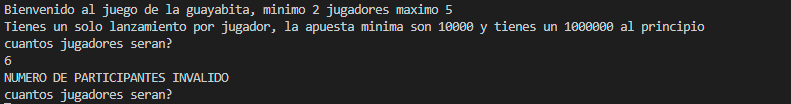 Bienvenido al juego de la guayabita, minimo 2 jugadores maximo 5
Tienes un solo lanzamiento por jugador, la apuesta minima son 10000 y tienes un 1000000 al principio
cuantos jugadores seran?
6
NUMERO DE PARTICIPANTES INVALIDO
cuantos jugadores seran?